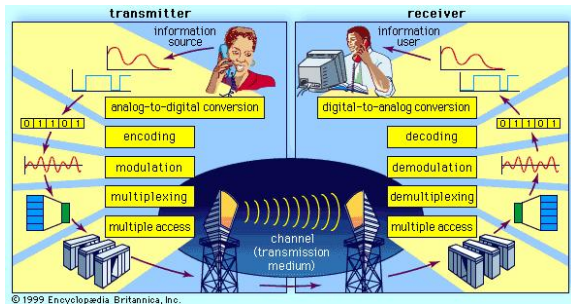 transmitter
receiver
information
source
information
user
analog-to-digital conversion
digital-to-analog conversion
0 1 1 1 0 1
0 1 1 1 0 1
encoding
decoding
modulation
demodulation
multiplexing
demultiplexing
multiple access
multiple access
channel
(transmission
medium)
© 1999 Encyclopædia Britannica, Inc.